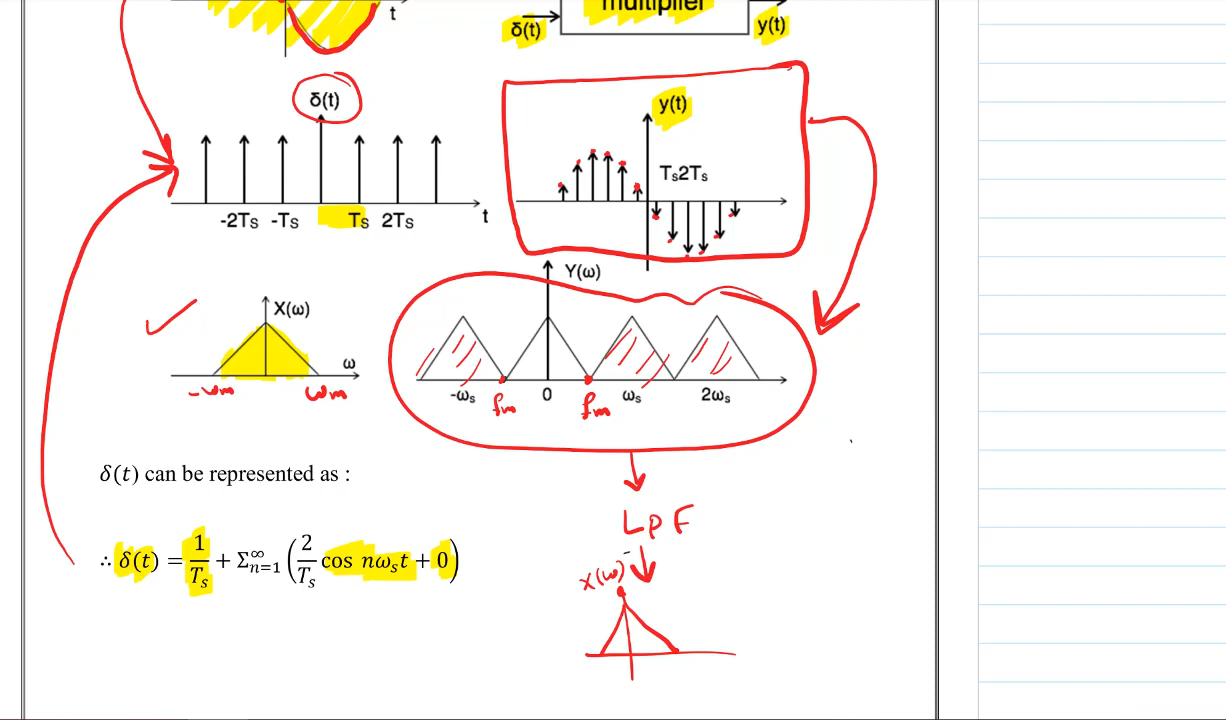 t
multiplier
δ(t)
y(t)
δ(t)
-2Ts -Ts Ts 2Ts t
y(t)
Ts2Ts
X(ω)
ω
-ωm ωm
Y(ω)
-ωs 0 ωs 2ωs
fm fm
δ(t) can be represented as :
∴ δ(t) = 1/Ts + Σ∞n=1 (2/Ts cos nωst + 0)
LPF
X(ω)